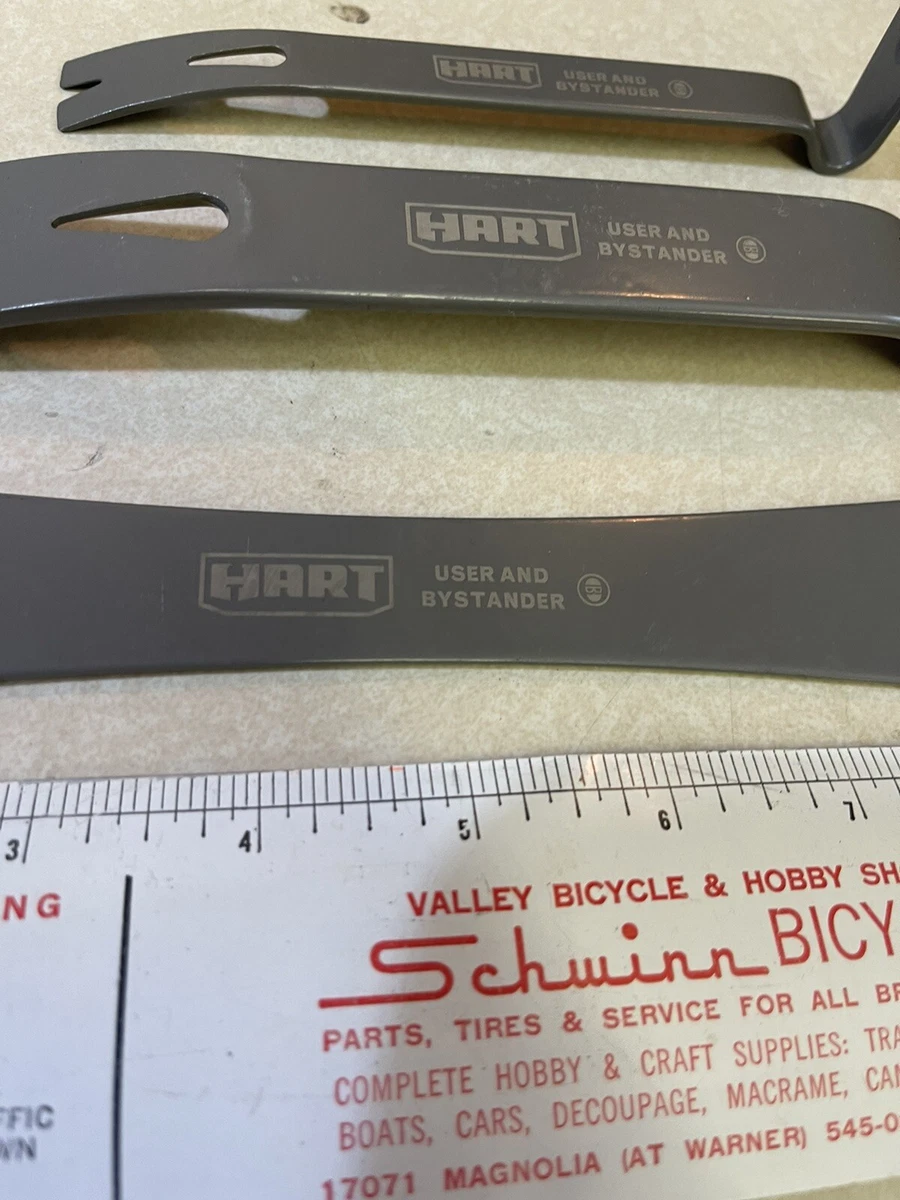 HART
USER AND
BYSTANDER
HART
USER AND
BYSTANDER
HART
USER AND
BYSTANDER
3
4
5
6
7
NG
VALLEY BICYCLE & HOBBY SH
Schwinn BICY
PARTS, TIRES & SERVICE FOR ALL BR
COMPLETE HOBBY & CRAFT SUPPLIES: TRA
BOATS, CARS, DECOUPAGE, MACRAME, CAN
17071 MAGNOLIA (AT WARNER) 545-0
FFIC
WN